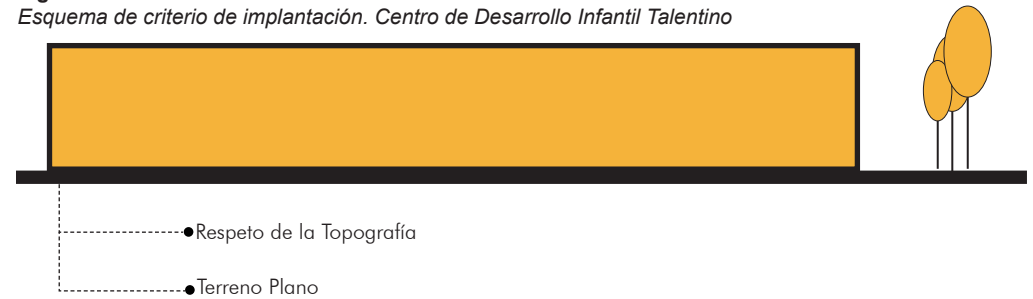 Esquema de criterio de implantación. Centro de Desarrollo Infantil Talentino
Respeto de la Topografía
Terreno Plano